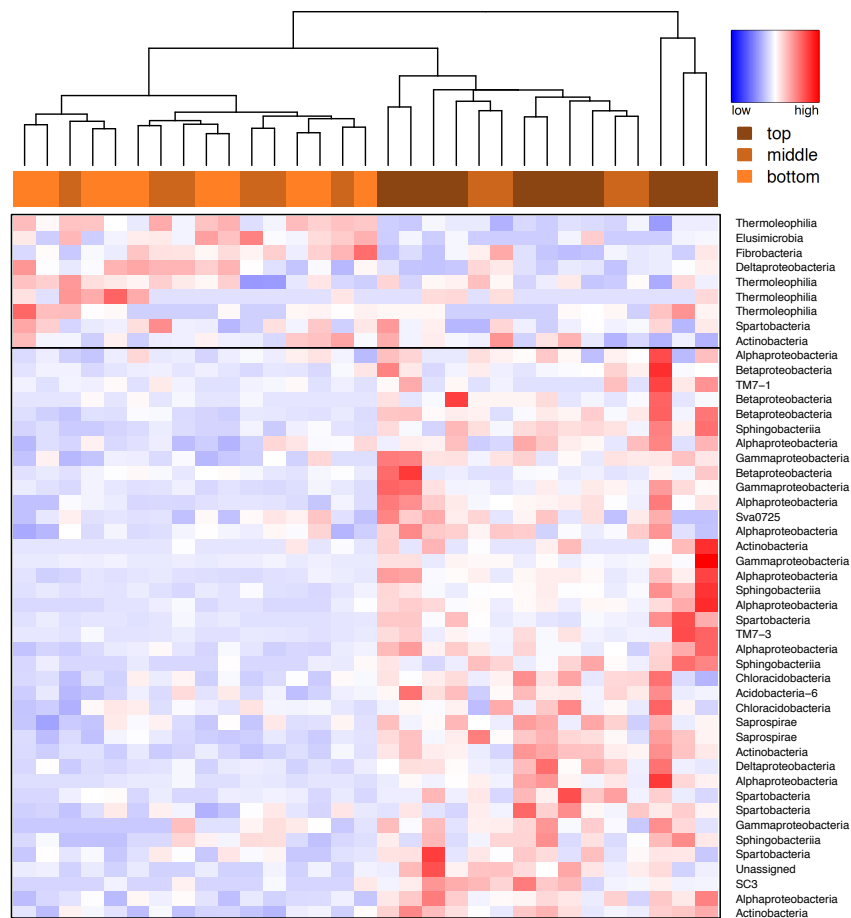 low high
top
middle
bottom
Thermoleophilia
Elusimicrobia
Fibrobacteria
Deltaproteobacteria
Thermoleophilia
Thermoleophilia
Thermoleophilia
Spartobacteria
Actinobacteria
Alphaproteobacteria
Betaproteobacteria
TM7-1
Betaproteobacteria
Betaproteobacteria
Sphingobacteriia
Alphaproteobacteria
Gammaproteobacteria
Betaproteobacteria
Gammaproteobacteria
Alphaproteobacteria
Sva0725
Alphaproteobacteria
Actinobacteria
Gammaproteobacteria
Alphaproteobacteria
Sphingobacteriia
Alphaproteobacteria
Spartobacteria
TM7-3
Alphaproteobacteria
Sphingobacteriia
Chloracidobacteria
Acidobacteria-6
Chloracidobacteria
Saprospirae
Saprospirae
Actinobacteria
Deltaproteobacteria
Alphaproteobacteria
Spartobacteria
Spartobacteria
Gammaproteobacteria
Sphingobacteriia
Spartobacteria
Unassigned
SC3
Alphaproteobacteria
Actinobacteria